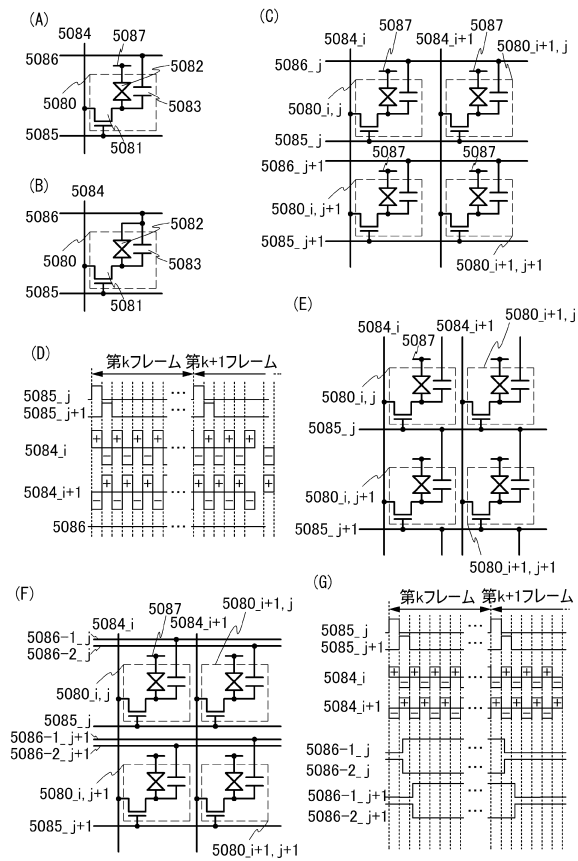 (A)
5084
5087
5086
5082
5080
5083
5085
5081
(B)
5084
5086
5082
5080
5083
5085
5081
(C)
5084_i
5087
5084_i+1
5087
5080_i+1, j
5086_j
5080_i, j
5085_j
5086_j+1
5087
5087
5080_i, j+1
5085_j+1
5080_i+1, j+1
(D)
第kフレーム
第k+1フレーム
5085_j
5085_j+1
5084_i
+ + + + + + +
− − − − − − − −
5084_i+1
+ + + + + + + +
− − − − − − −
5086
(E)
5084_i
5087
5084_i+1
5080_i+1, j
5080_i, j
5085_j
5080_i, j+1
5085_j+1
5080_i+1, j+1
(F)
5084_i
5087
5084_i+1
5080_i+1, j
5086-1_j
5086-2_j
5080_i, j
5085_j
5086-1_j+1
5086-2_j+1
5080_i, j+1
5085_j+1
5080_i+1, j+1
(G)
第kフレーム
第k+1フレーム
5085_j
5085_j+1
5084_i
+ + + + + + + +
− − − − − − −
5084_i+1
+ + + + + + +
− − − − − − − −
5086-1_j
5086-2_j
5086-1_j+1
5086-2_j+1